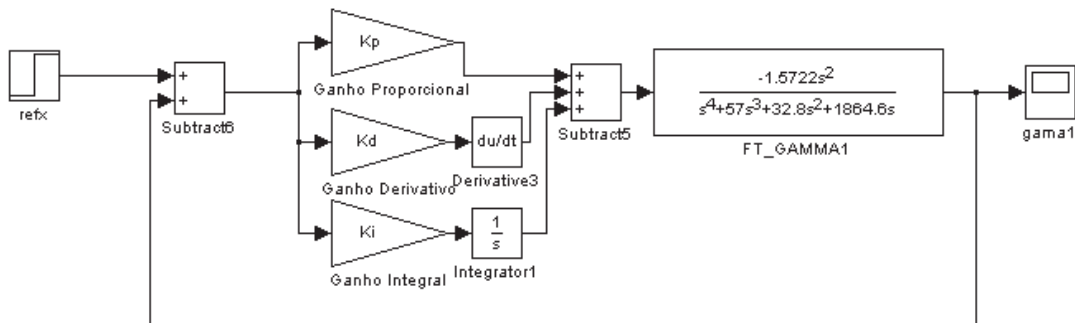 refx
+
+
Subtract6
Kp
Ganho Proporcional
Kd
Ganho Derivativo
du/dt
Derivative3
Ki
Ganho Integral
1
s
Integrator1
+
+
+
Subtract5
-1.5722s²
s⁴+57s³+32.8s²+1864.6s
FT_GAMMA1
gama1